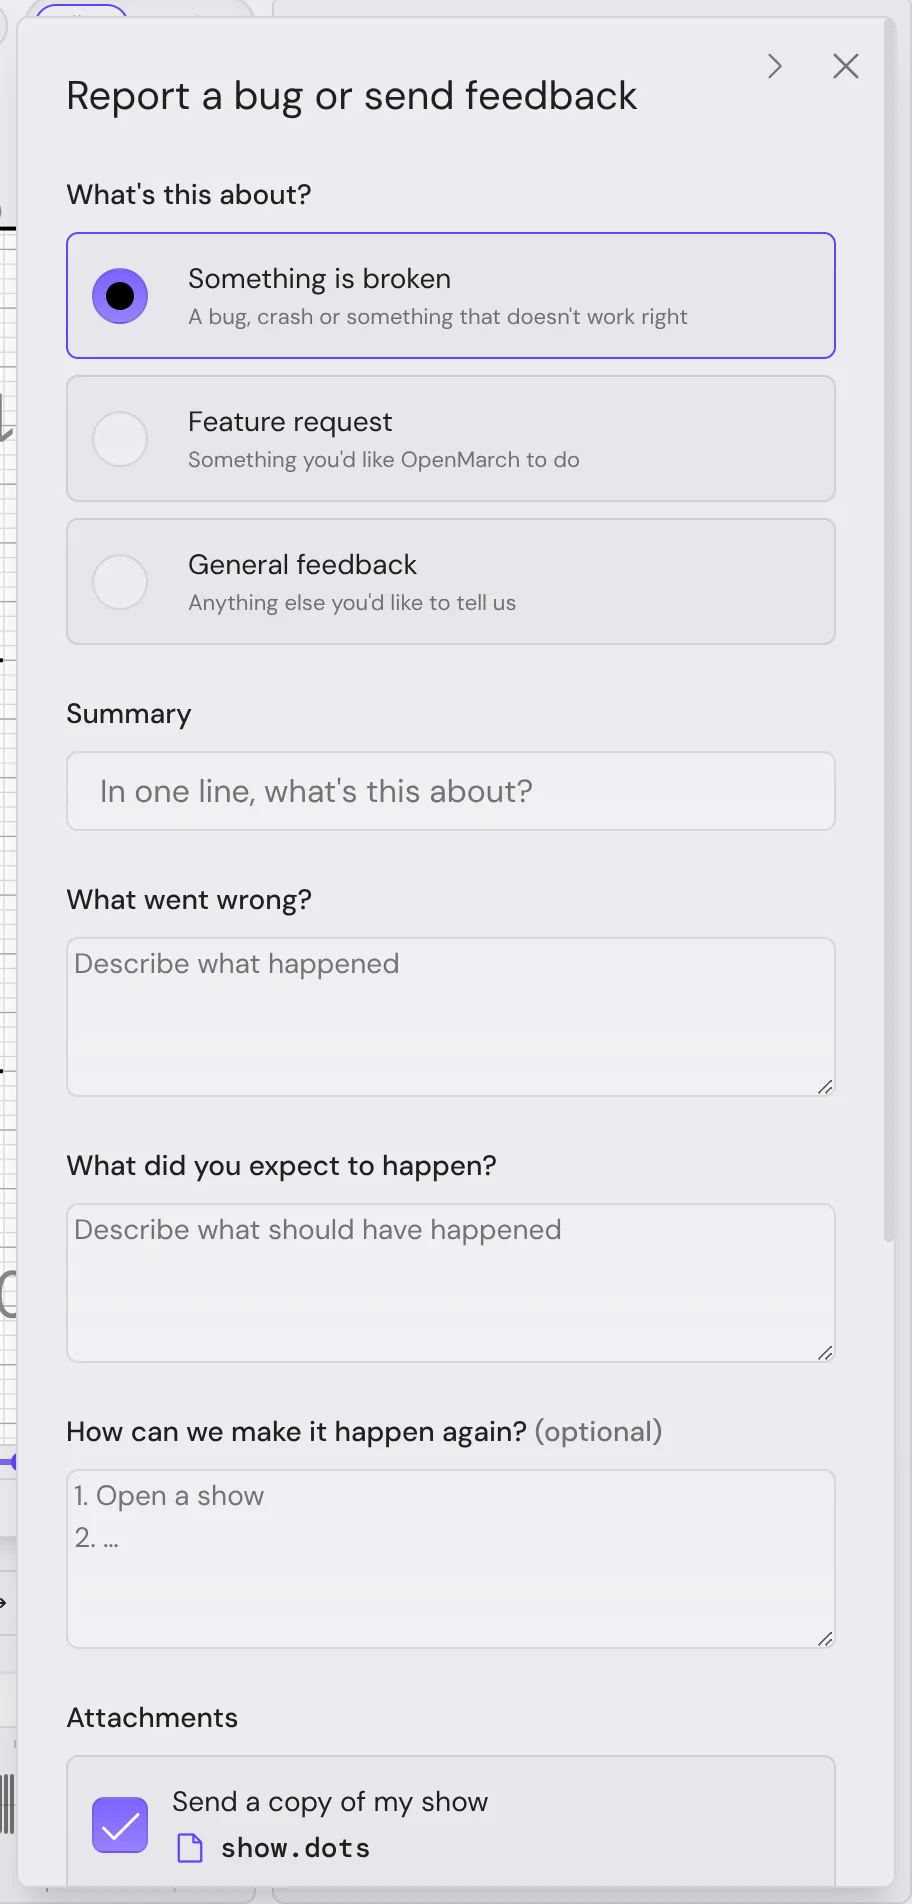 Report a bug or send feedback
What's this about?
Something is broken
A bug, crash or something that doesn't work right
Feature request
Something you'd like OpenMarch to do
General feedback
Anything else you'd like to tell us
Summary
In one line, what's this about?
What went wrong?
Describe what happened
What did you expect to happen?
Describe what should have happened
How can we make it happen again? (optional)
1. Open a show
2. ...
Attachments
Send a copy of my show
show.dots